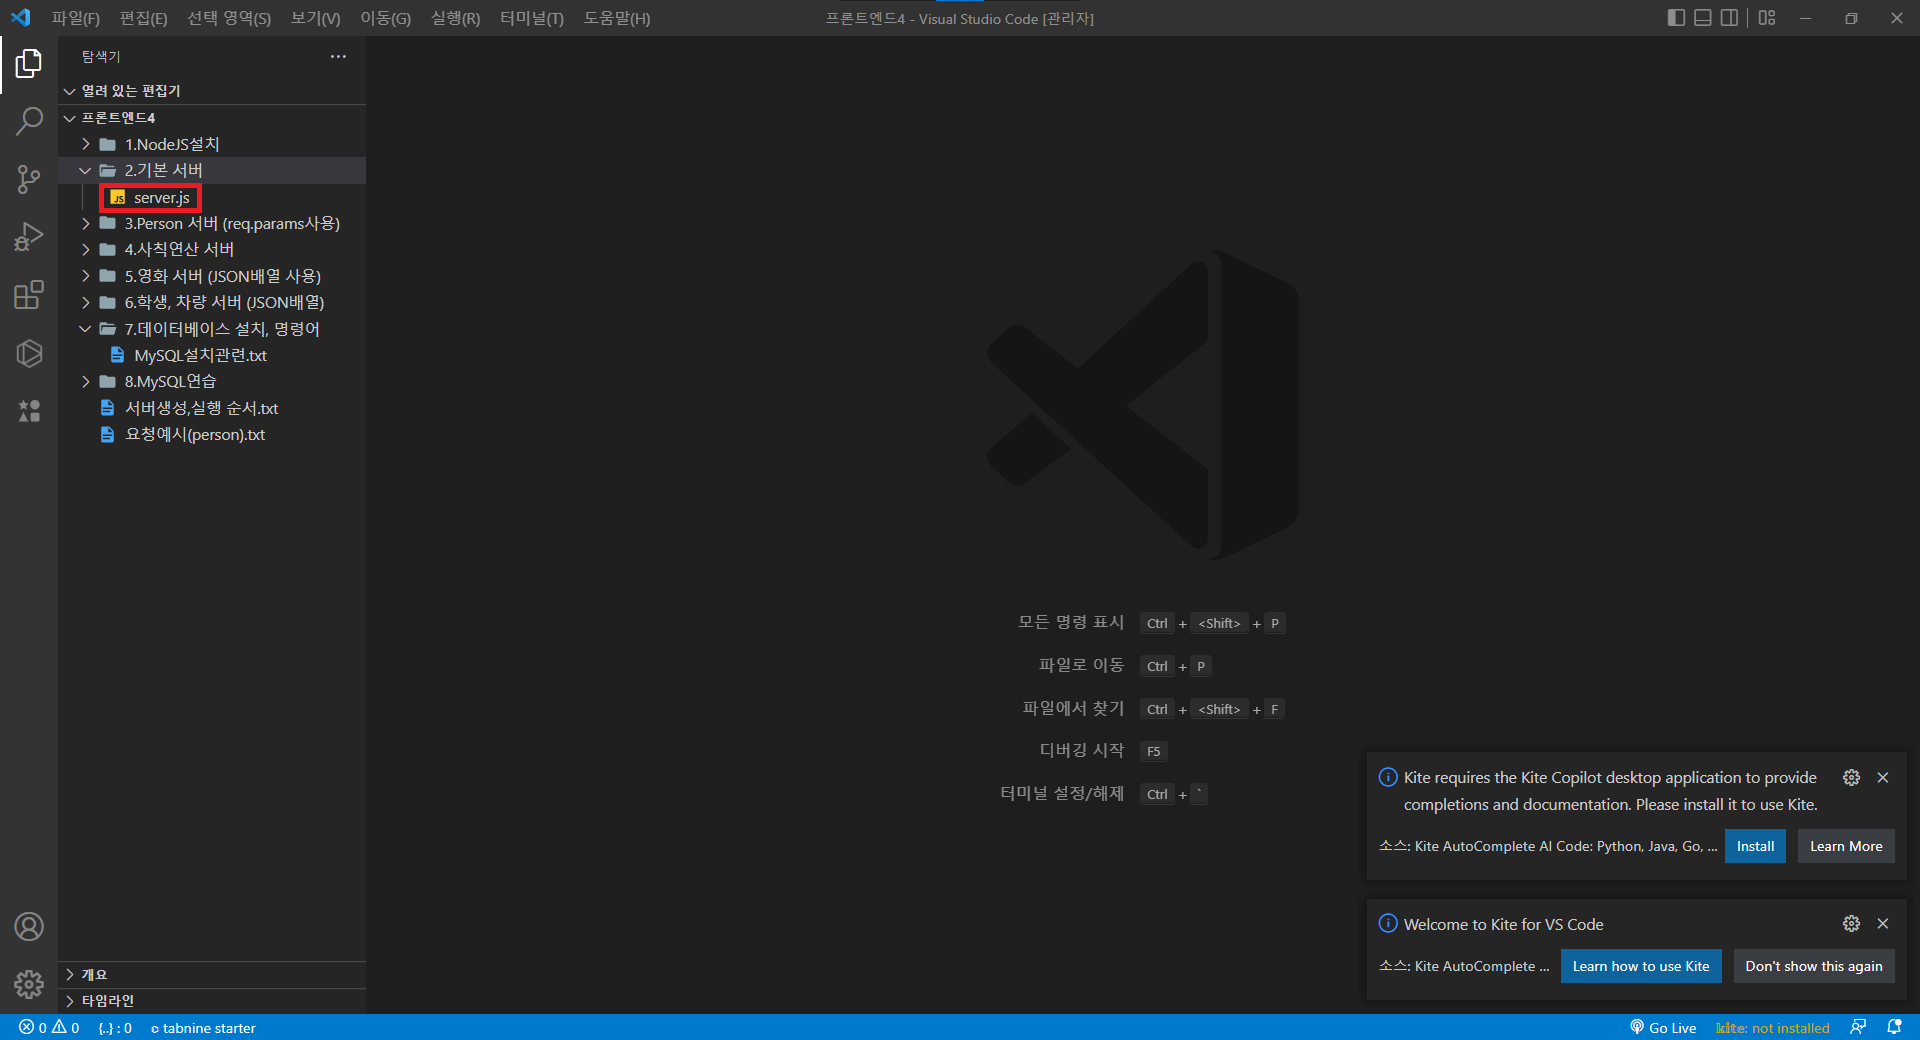 파일(F) 편집(E) 선택 영역(S) 보기(V) 이동(G) 실행(R) 터미널(T) 도움말(H) 프론트엔드4 - Visual Studio Code [관리자]
탐색기
열려 있는 편집기
프론트엔드4
1.NodeJS설치
2.기본 서버
JS server.js
3.Person 서버 (req.params사용)
4.사칙연산 서버
5.영화 서버 (JSON배열 사용)
6.학생, 차량 서버 (JSON배열)
7.데이터베이스 설치, 명령어
MySQL설치관련.txt
8.MySQL연습
서버생성,실행 순서.txt
요청예시(person).txt
모든 명령 표시 Ctrl + <Shift> + P
파일로 이동 Ctrl + P
파일에서 찾기 Ctrl + <Shift> + F
디버깅 시작 F5
터미널 설정/해제 Ctrl + `
Kite requires the Kite Copilot desktop application to provide
completions and documentation. Please install it to use Kite.
소스: Kite AutoComplete AI Code: Python, Java, Go, ... Install Learn More
Welcome to Kite for VS Code
소스: Kite AutoComplete ... Learn how to use Kite Don't show this again
개요
타임라인
0 0 {..} : 0 tabnine starter Go Live kite: not installed